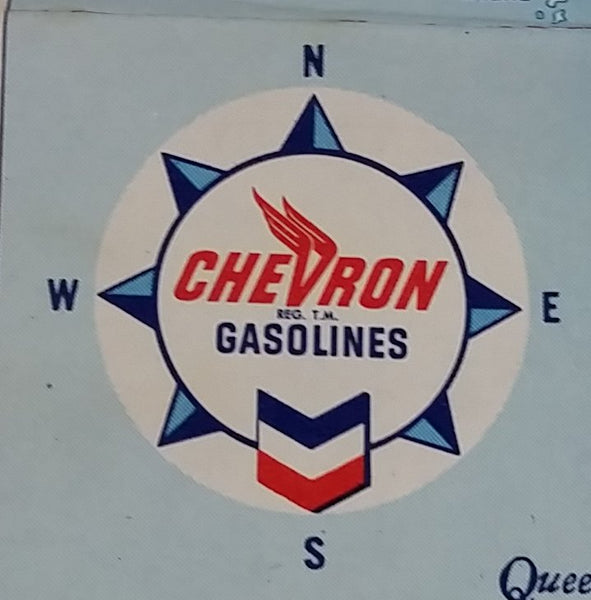 N
CHEVRON
W
E
REG. T.M.
GASOLINES
S
Quee